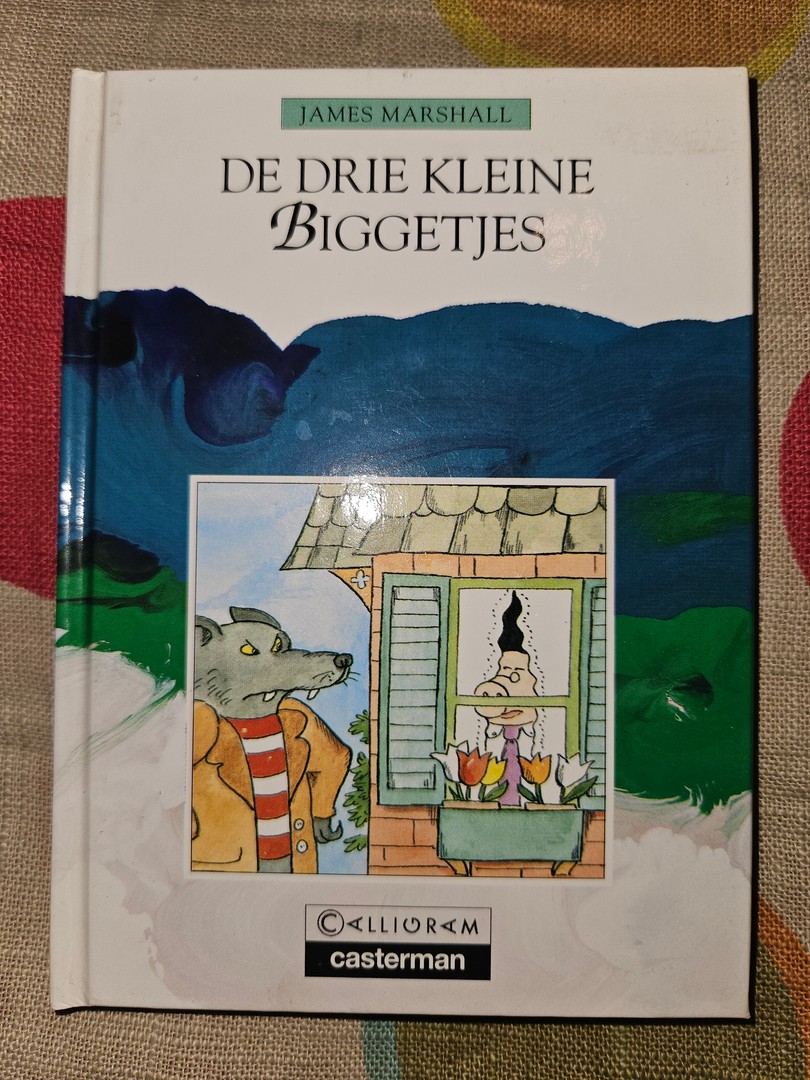 JAMES MARSHALL
DE DRIE KLEINE
BIGGETJES
CALLIGRAM
casterman